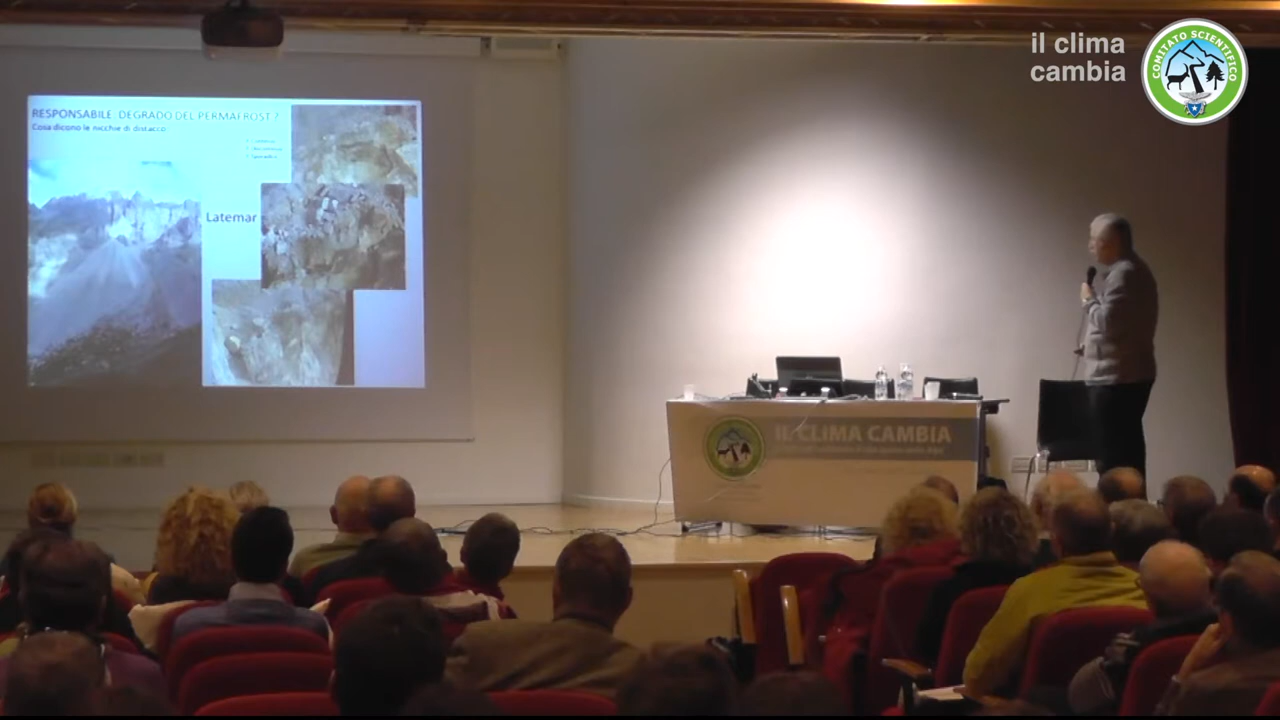 il clima
cambia
COMITATO SCIENTIFICO
RESPONSABILE DEGRADO DEL PERMAFROST ?
Cosa dicono le nicchie di distacco
Latemar
IL CLIMA CAMBIA